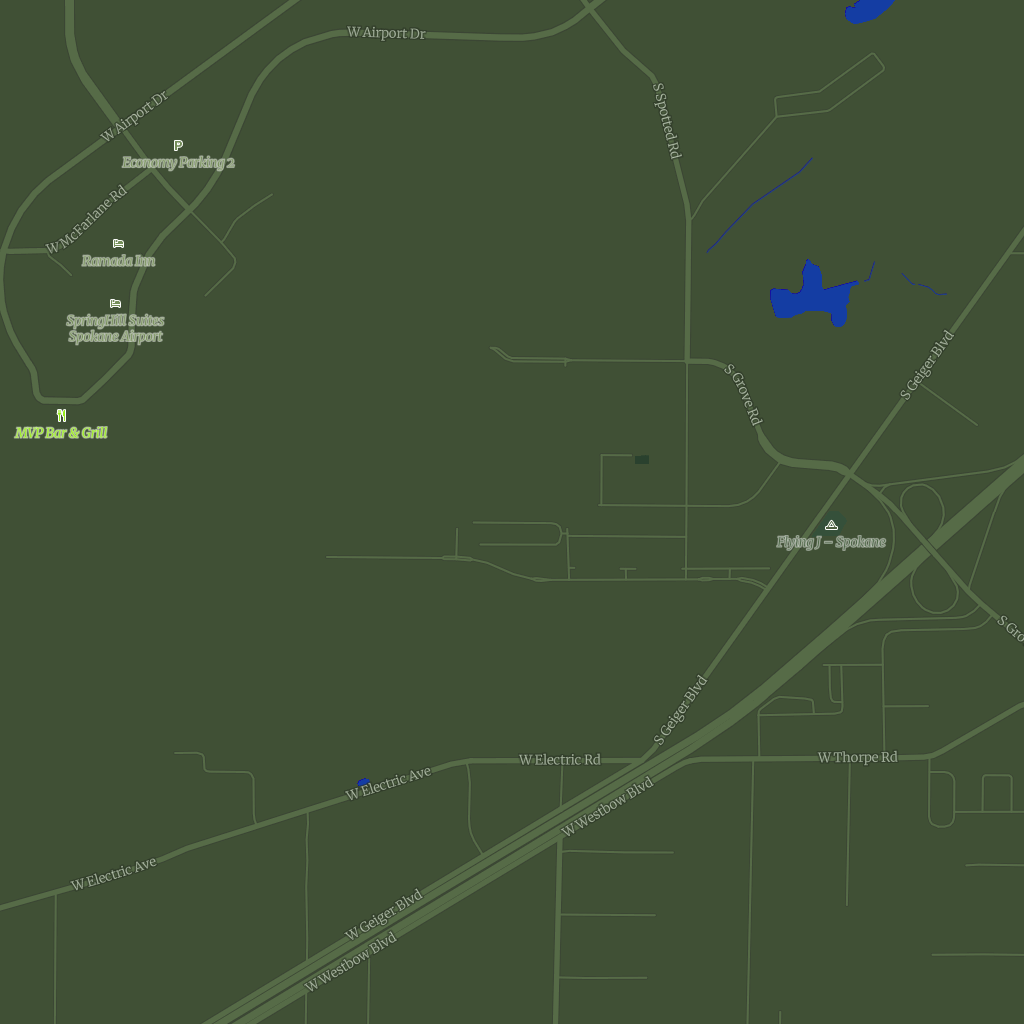 W Airport Dr
W Airport Dr
S Spotted Rd
Economy Parking 2
W McFarlane Rd
Ramada Inn
SpringHill Suites
Spokane Airport
S Geiger Blvd
S Grove Rd
MVP Bar & Grill
Flying J – Spokane
S Gro
S Geiger Blvd
W Electric Rd
W Thorpe Rd
W Electric Ave
W Westbow Blvd
W Electric Ave
W Geiger Blvd
W Westbow Blvd